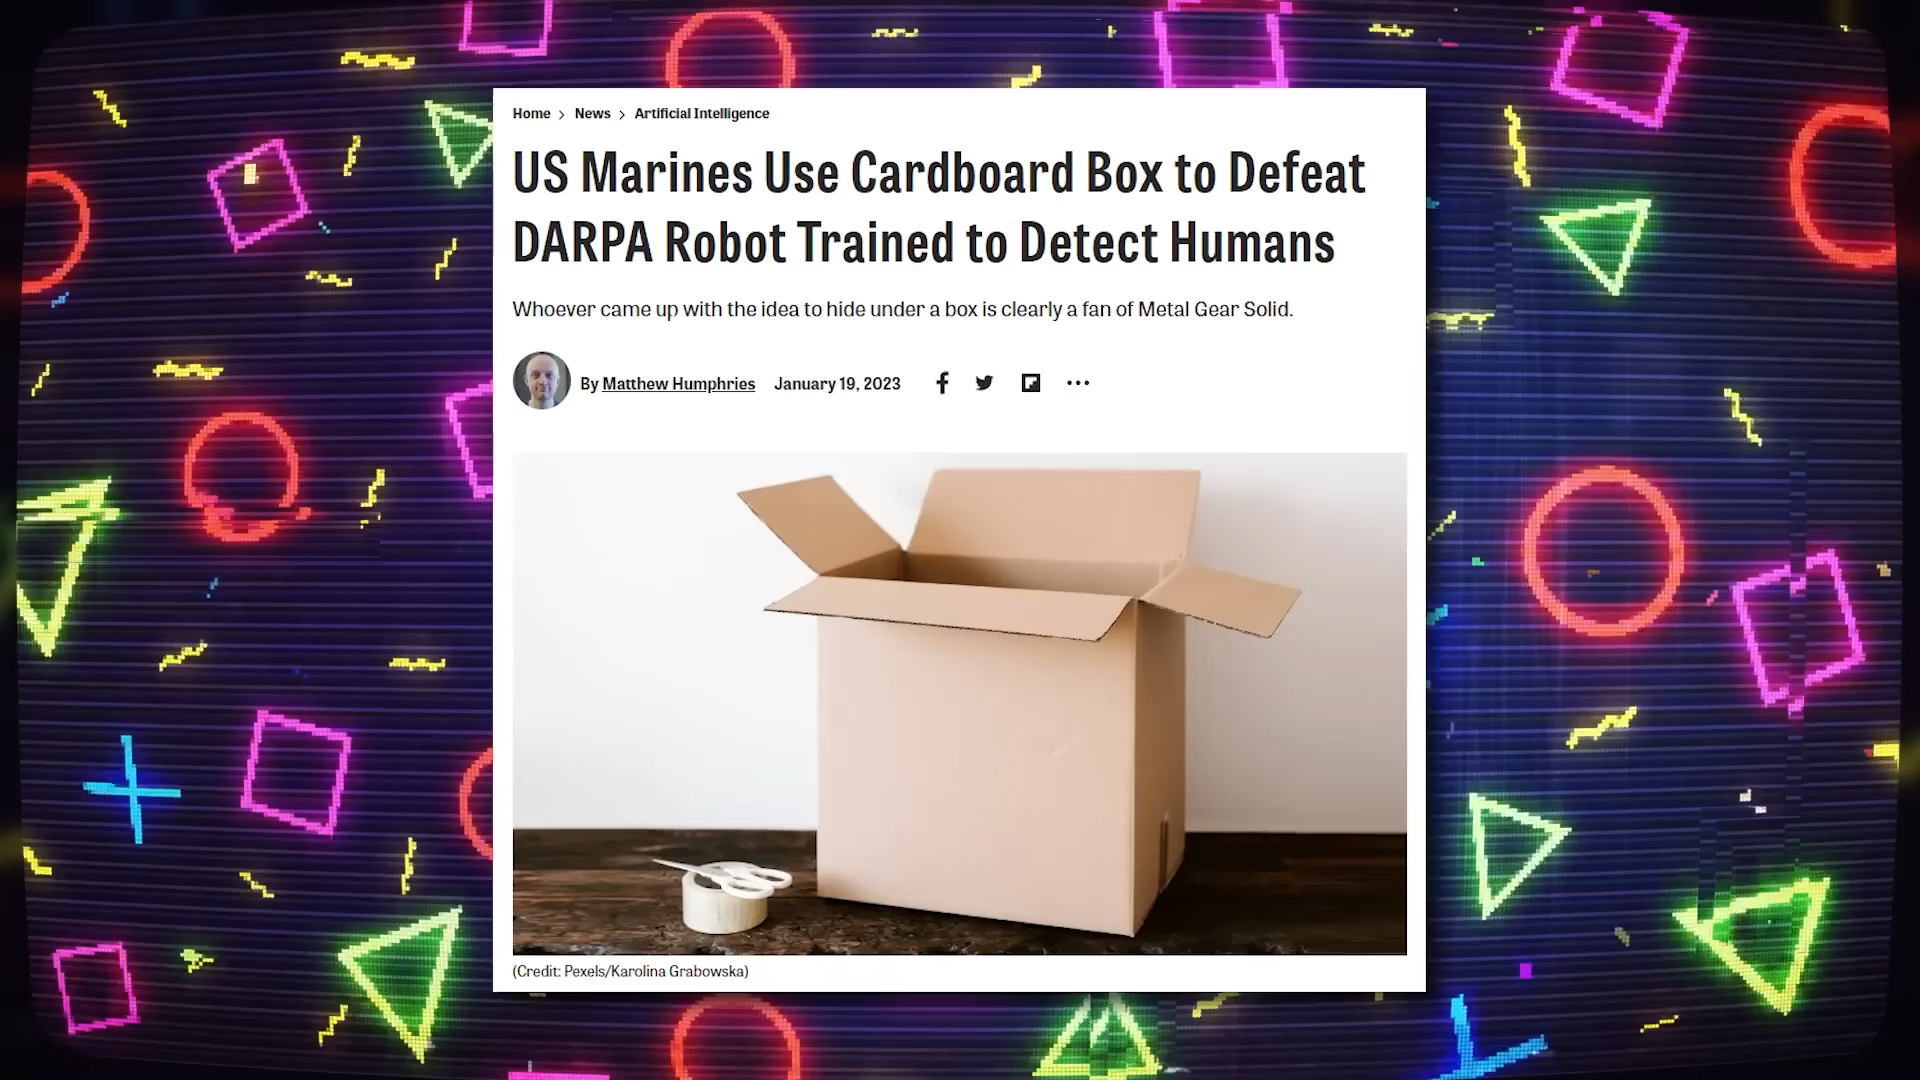 Home > News > Artificial Intelligence
US Marines Use Cardboard Box to Defeat
DARPA Robot Trained to Detect Humans
Whoever came up with the idea to hide under a box is clearly a fan of Metal Gear Solid.
By Matthew Humphries January 19, 2023
(Credit: Pexels/Karolina Grabowska)